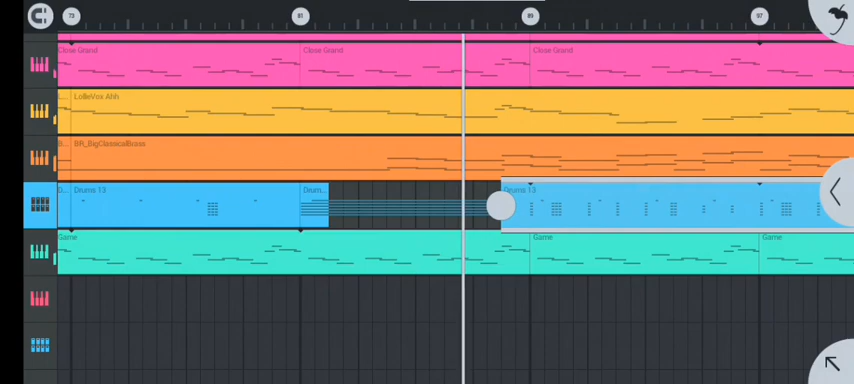 73 81 89 97
Close Grand Close Grand Close Grand
L... LollieVox Ahh
B... BR_BigClassicalBrass
D... Drums 13 Drum... Drums 13
Game Game Game